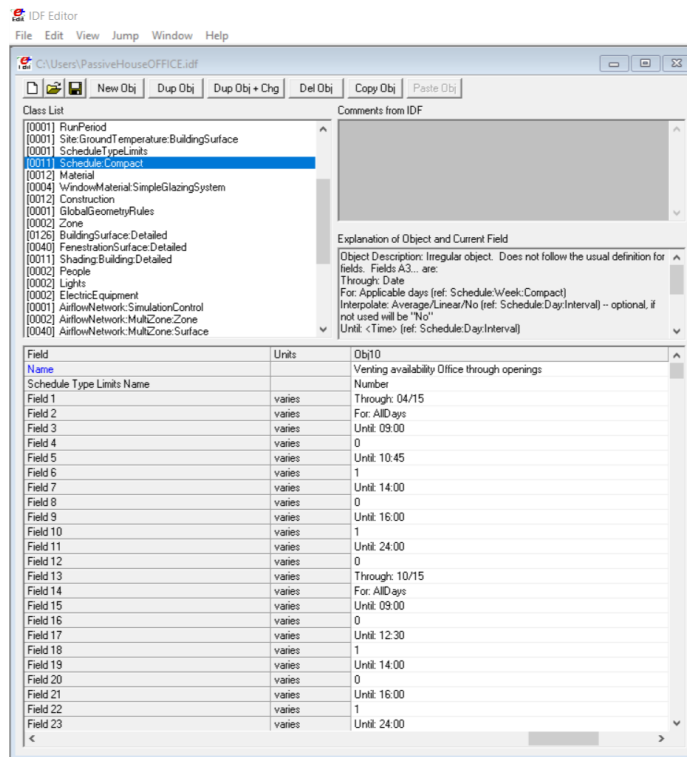 IDF Editor
File Edit View Jump Window Help
C:\Users\PassiveHouseOFFICE.idf
New Obj Dup Obj Dup Obj + Chg Del Obj Copy Obj Paste Obj
Class List
Comments from IDF
[0001] RunPeriod
[0001] Site:GroundTemperature:BuildingSurface
[0001] ScheduleTypeLimits
[0011] Schedule:Compact
[0012] Material
[0004] WindowMaterial:SimpleGlazingSystem
[0012] Construction
[0001] GlobalGeometryRules
[0002] Zone
[0126] BuildingSurface:Detailed
[0040] FenestrationSurface:Detailed
[0011] Shading:Building:Detailed
[0002] People
[0002] Lights
[0002] ElectricEquipment
[0001] AirflowNetwork:SimulationControl
[0002] AirflowNetwork:MultiZone:Zone
[0040] AirflowNetwork:MultiZone:Surface
Explanation of Object and Current Field
Object Description: Irregular object. Does not follow the usual definition for
fields. Fields A3... are:
Through: Date
For: Applicable days (ref: Schedule:Week:Compact)
Interpolate: Average/Linear/No (ref: Schedule:Day:Interval) -- optional, if
not used will be "No"
Until: <Time> (ref: Schedule:Day:Interval)
Field Units Obj10
Name Venting availability Office through openings
Schedule Type Limits Name Number
Field 1 varies Through: 04/15
Field 2 varies For: AllDays
Field 3 varies Until: 09:00
Field 4 varies 0
Field 5 varies Until: 10:45
Field 6 varies 1
Field 7 varies Until: 14:00
Field 8 varies 0
Field 9 varies Until: 16:00
Field 10 varies 1
Field 11 varies Until: 24:00
Field 12 varies 0
Field 13 varies Through: 10/15
Field 14 varies For: AllDays
Field 15 varies Until: 09:00
Field 16 varies 0
Field 17 varies Until: 12:30
Field 18 varies 1
Field 19 varies Until: 14:00
Field 20 varies 0
Field 21 varies Until: 16:00
Field 22 varies 1
Field 23 varies Until: 24:00